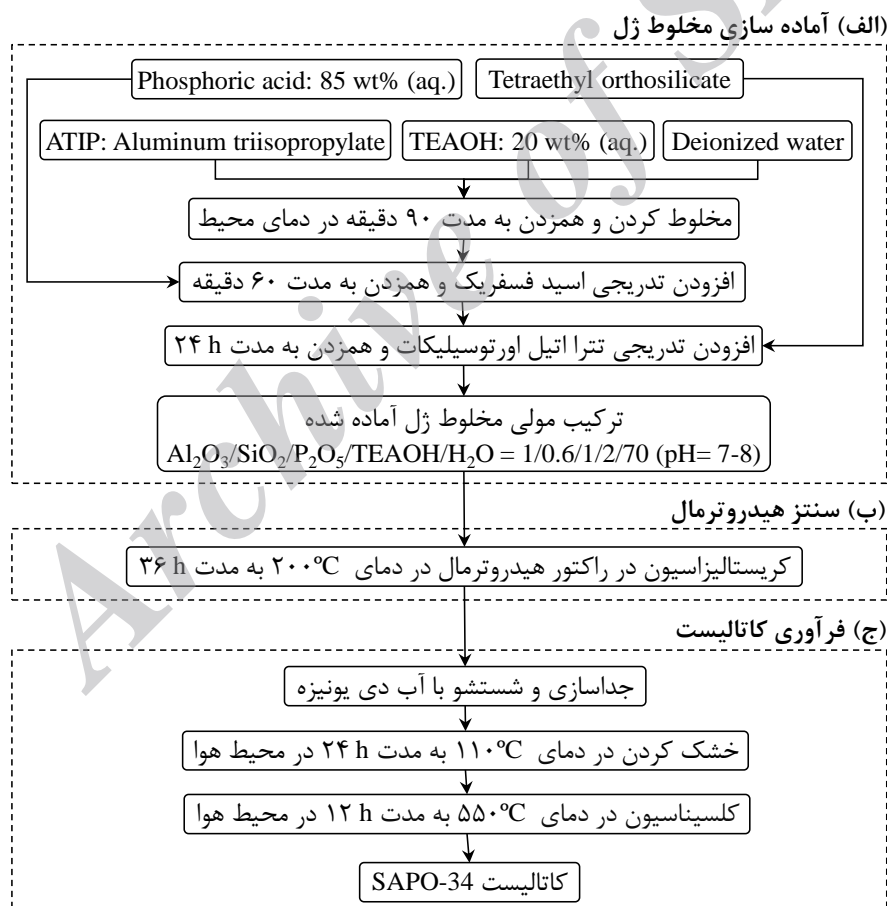 (الف) آماده سازی مخلوط ژل
Phosphoric acid: 85 wt% (aq.)
Tetraethyl orthosilicate
ATIP: Aluminum triisopropylate
TEAOH: 20 wt% (aq.)
Deionized water
مخلوط کردن و همزدن به مدت ۹۰ دقیقه در دمای محیط
افزودن تدریجی اسید فسفریک و همزدن به مدت ۶۰ دقیقه
افزودن تدریجی تترا اتیل اورتوسیلیکات و همزدن به مدت ۲۴ h
ترکیب مولی مخلوط ژل آماده شده
Al₂O₃/SiO₂/P₂O₅/TEAOH/H₂O = 1/0.6/1/2/70 (pH= 7-8)
(ب) سنتز هیدروترمال
کریستالیزاسیون در راکتور هیدروترمال در دمای ۲۰۰ºC به مدت ۳۶ h
(ج) فرآوری کاتالیست
جداسازی و شستشو با آب دی یونیزه
خشک کردن در دمای ۱۱۰ºC به مدت ۲۴ h در محیط هوا
کلسیناسیون در دمای ۵۵۰ºC به مدت ۱۲ h در محیط هوا
کاتالیست SAPO-34
Archive of